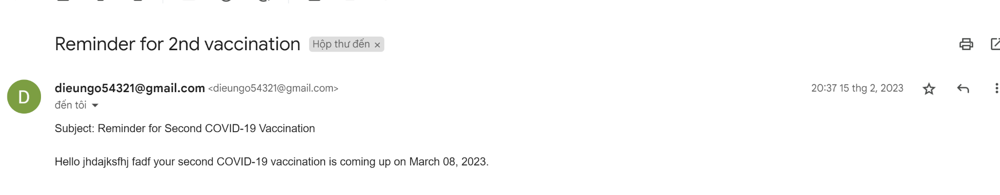 Reminder for 2nd vaccination Hộp thư đến ×
D
dieungo54321@gmail.com <dieungo54321@gmail.com> 20:37 15 thg 2, 2023
đến tôi
Subject: Reminder for Second COVID-19 Vaccination
Hello jhdajksfhj fadf your second COVID-19 vaccination is coming up on March 08, 2023.